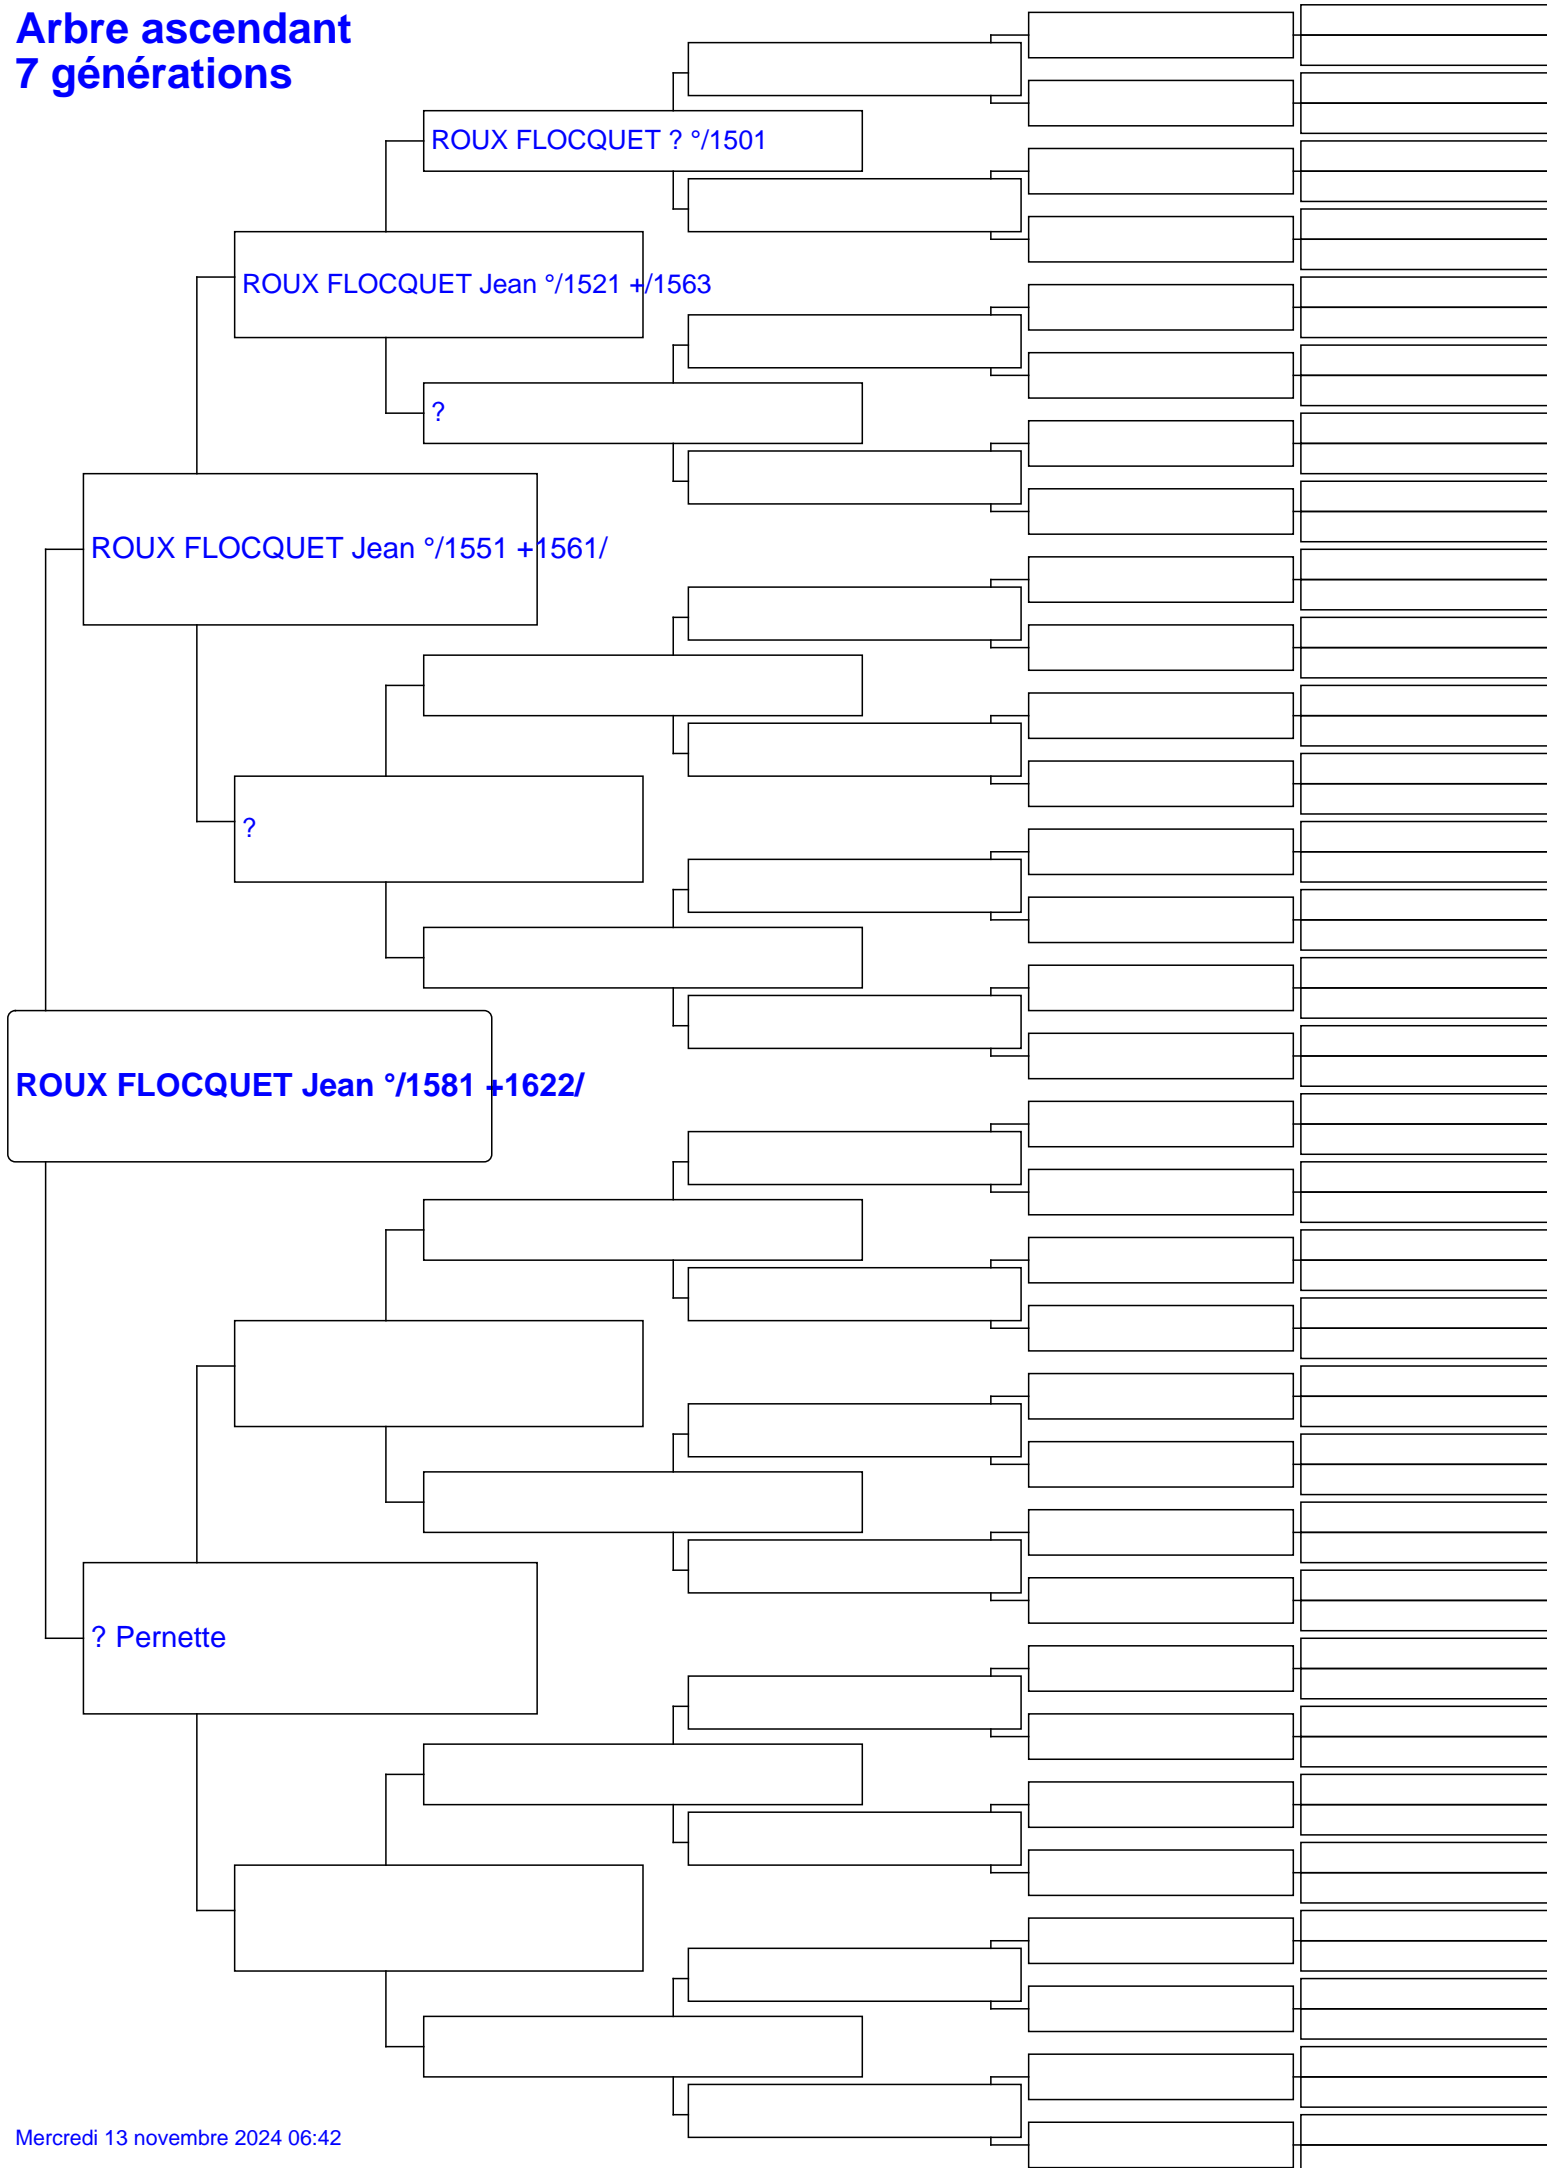 Arbre ascendant
7 générations
ROUX FLOCQUET ? °/1501
ROUX FLOCQUET Jean °/1521 +/1563
?
ROUX FLOCQUET Jean °/1551 +1561/
?
ROUX FLOCQUET Jean °/1581 +1622/
? Pernette
Mercredi 13 novembre 2024 06:42